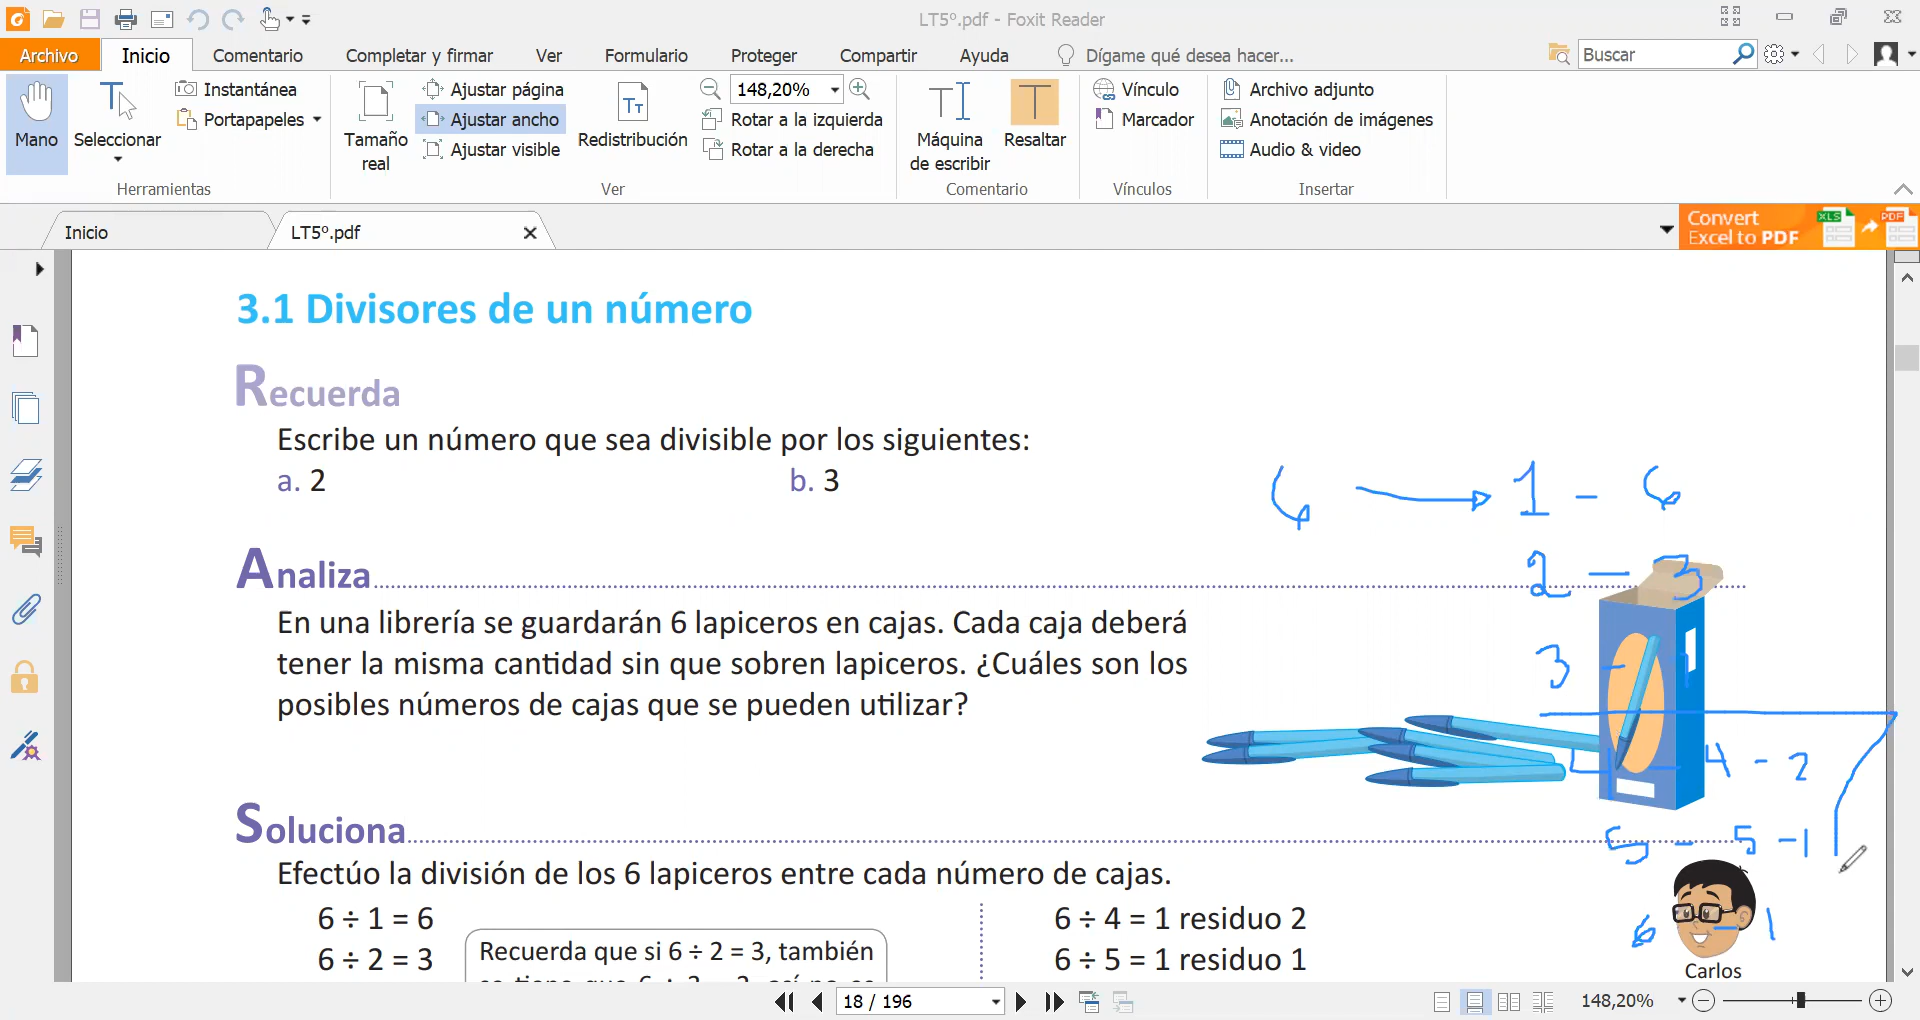 LT5º.pdf - Foxit Reader
Archivo Inicio Comentario Completar y firmar Ver Formulario Proteger Compartir Ayuda Dígame qué desea hacer... Buscar
Mano
Seleccionar
Instantánea
Portapapeles
Herramientas
Tamaño real
Ajustar página
Ajustar ancho
Ajustar visible
Redistribución
148,20%
Rotar a la izquierda
Rotar a la derecha
Ver
Máquina de escribir
Resaltar
Comentario
Vínculo
Marcador
Vínculos
Archivo adjunto
Anotación de imágenes
Audio & video
Insertar
Inicio
LT5º.pdf
Convert
Excel to PDF
XLS
PDF
3.1 Divisores de un número
Recuerda
Escribe un número que sea divisible por los siguientes:
a. 2 b. 3
6 1 - 6
2 - 3
Analiza
En una librería se guardarán 6 lapiceros en cajas. Cada caja deberá
tener la misma cantidad sin que sobren lapiceros. ¿Cuáles son los
posibles números de cajas que se pueden utilizar?
3 -
4 - 4 - 2
5 - 5 - 1
6 - 1
Soluciona
Efectúo la división de los 6 lapiceros entre cada número de cajas.
6 ÷ 1 = 6
6 ÷ 2 = 3
Recuerda que si 6 ÷ 2 = 3, también
6 ÷ 4 = 1 residuo 2
6 ÷ 5 = 1 residuo 1
Carlos
18 / 196
148,20%